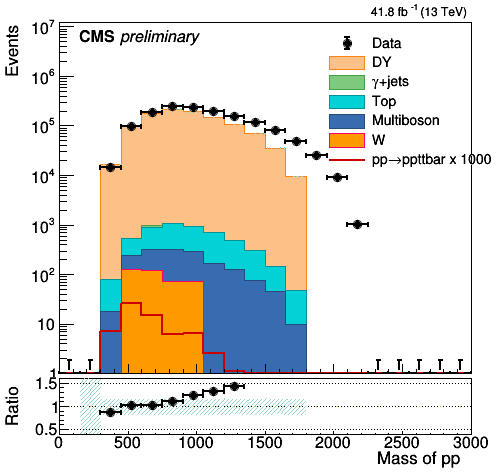 41.8 fb⁻¹ (13 TeV)
CMS preliminary
Events
10⁷
10⁶
10⁵
10⁴
10³
10²
10
1
Data
DY
γ+jets
Top
Multiboson
W
pp→ppttbar x 1000
Ratio
1.5
1
0.5
0 500 1000 1500 2000 2500 3000
Mass of pp